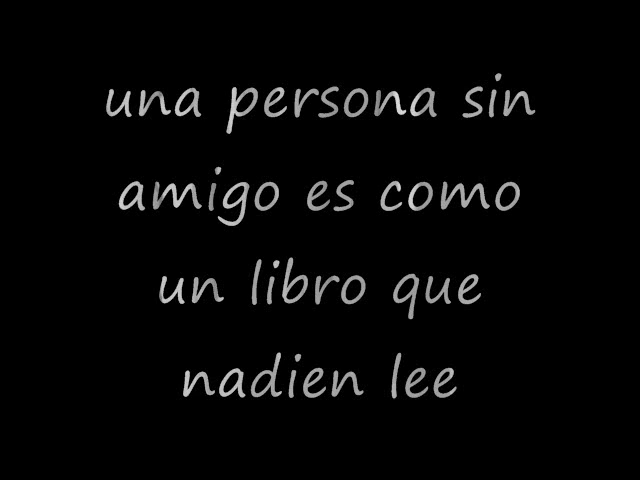 una persona sin
amigo es como
un libro que
nadien lee